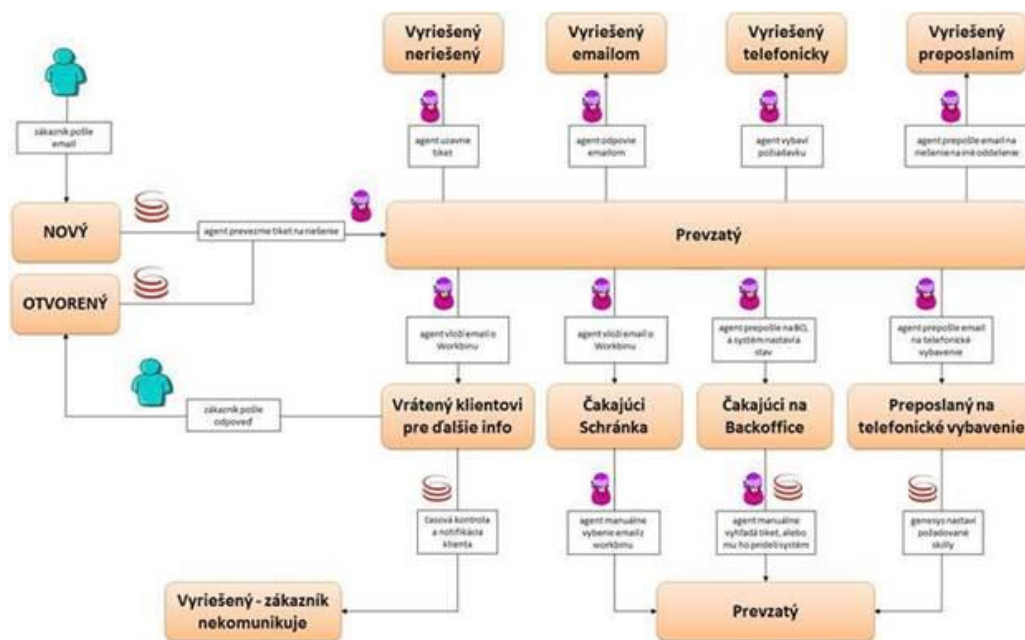 Vyriešený
neriešený
Vyriešený
emailom
Vyriešený
telefonicky
Vyriešený
preposlaním
zákazník pošle
email
agent uzavrie
tiket
agent odpovie
emailom
agent vybaví
požiadavku
agent prepošle email na
riešenie na iné oddelenie
NOVÝ
agent prevezme tiket na riešenie
Prevzatý
OTVORENÝ
agent vloží email o
Workbinu
agent vloží email o
Workbinu
agent prepošle na BO,
a systém nastaví a
stav
agent prepošle email
na telefonické
vybavenie
zákazník pošle
odpoveď
Vrátený klientovi
pre ďalšie info
Čakajúci
Schránka
Čakajúci na
Backoffice
Preposlaný na
telefonické vybavenie
časová kontrola
a notifikácia
klienta
agent manuálne
vyberie email z
workbinu
agent manuálne
vyhľadá tiket, alebo
mu ho pridelí systém
genesys nastaví
požadované
skilly
Vyriešený - zákazník
nekomunikuje
Prevzatý